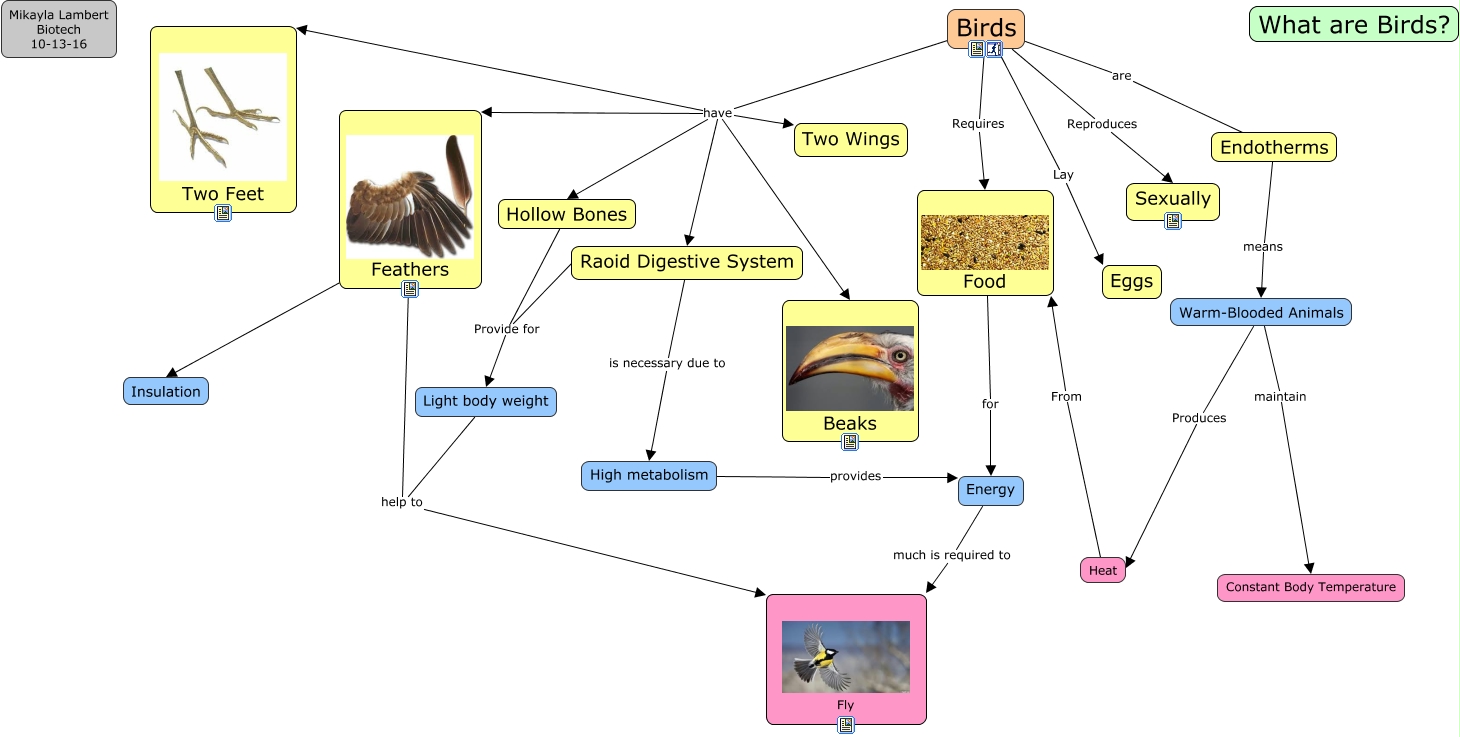 Mikayla Lambert
Biotech
10-13-16
Birds
What are Birds?
are
have
Two Wings
Requires
Reproduces
Endotherms
Two Feet
Lay
Sexually
Hollow Bones
Feathers
Raoid Digestive System
means
Food
Eggs
Warm-Blooded Animals
Provide for
is necessary due to
Insulation
Light body weight
Beaks
for
From
maintain
Produces
High metabolism
provides
Energy
help to
much is required to
Heat
Constant Body Temperature
Fly